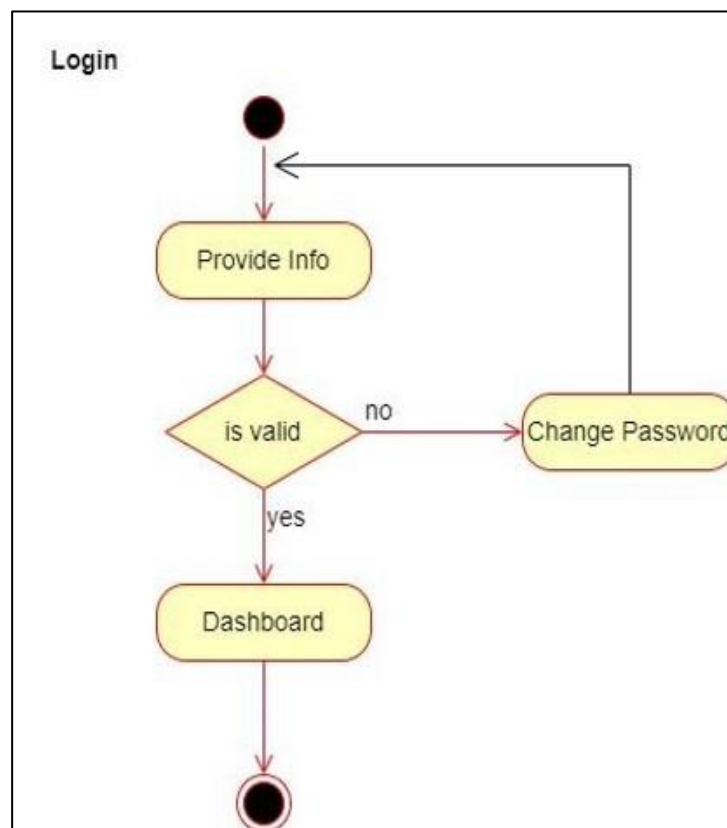 Login
Provide Info
is valid
no
Change Password
yes
Dashboard